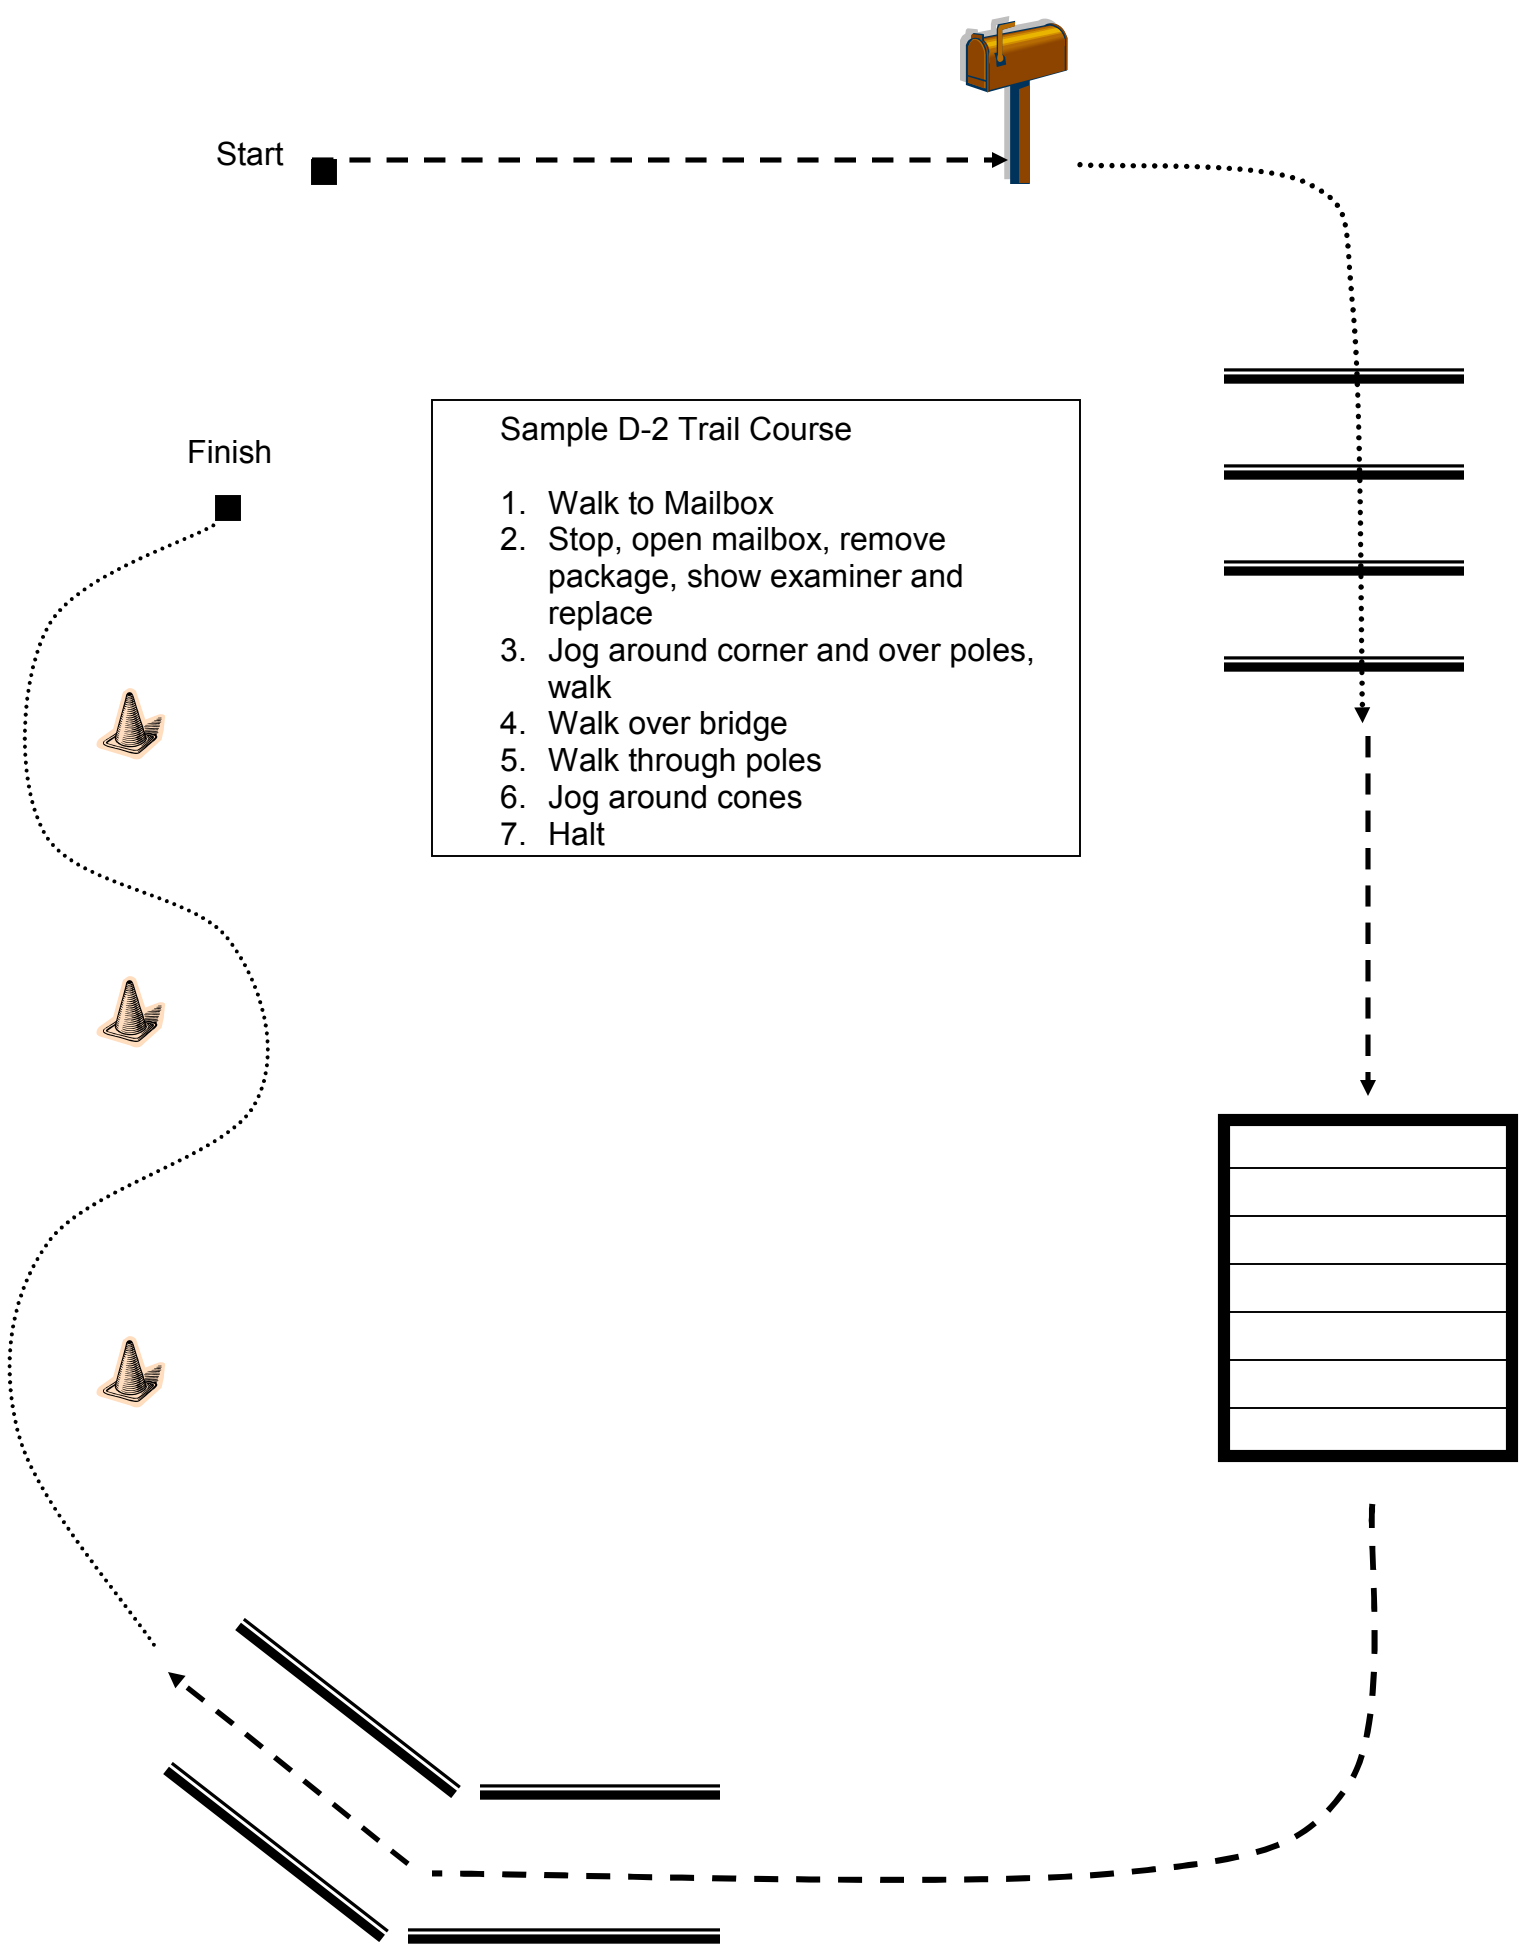 Start
Finish
Sample D-2 Trail Course
1. Walk to Mailbox
2. Stop, open mailbox, remove
package, show examiner and
replace
3. Jog around corner and over poles,
walk
4. Walk over bridge
5. Walk through poles
6. Jog around cones
7. Halt